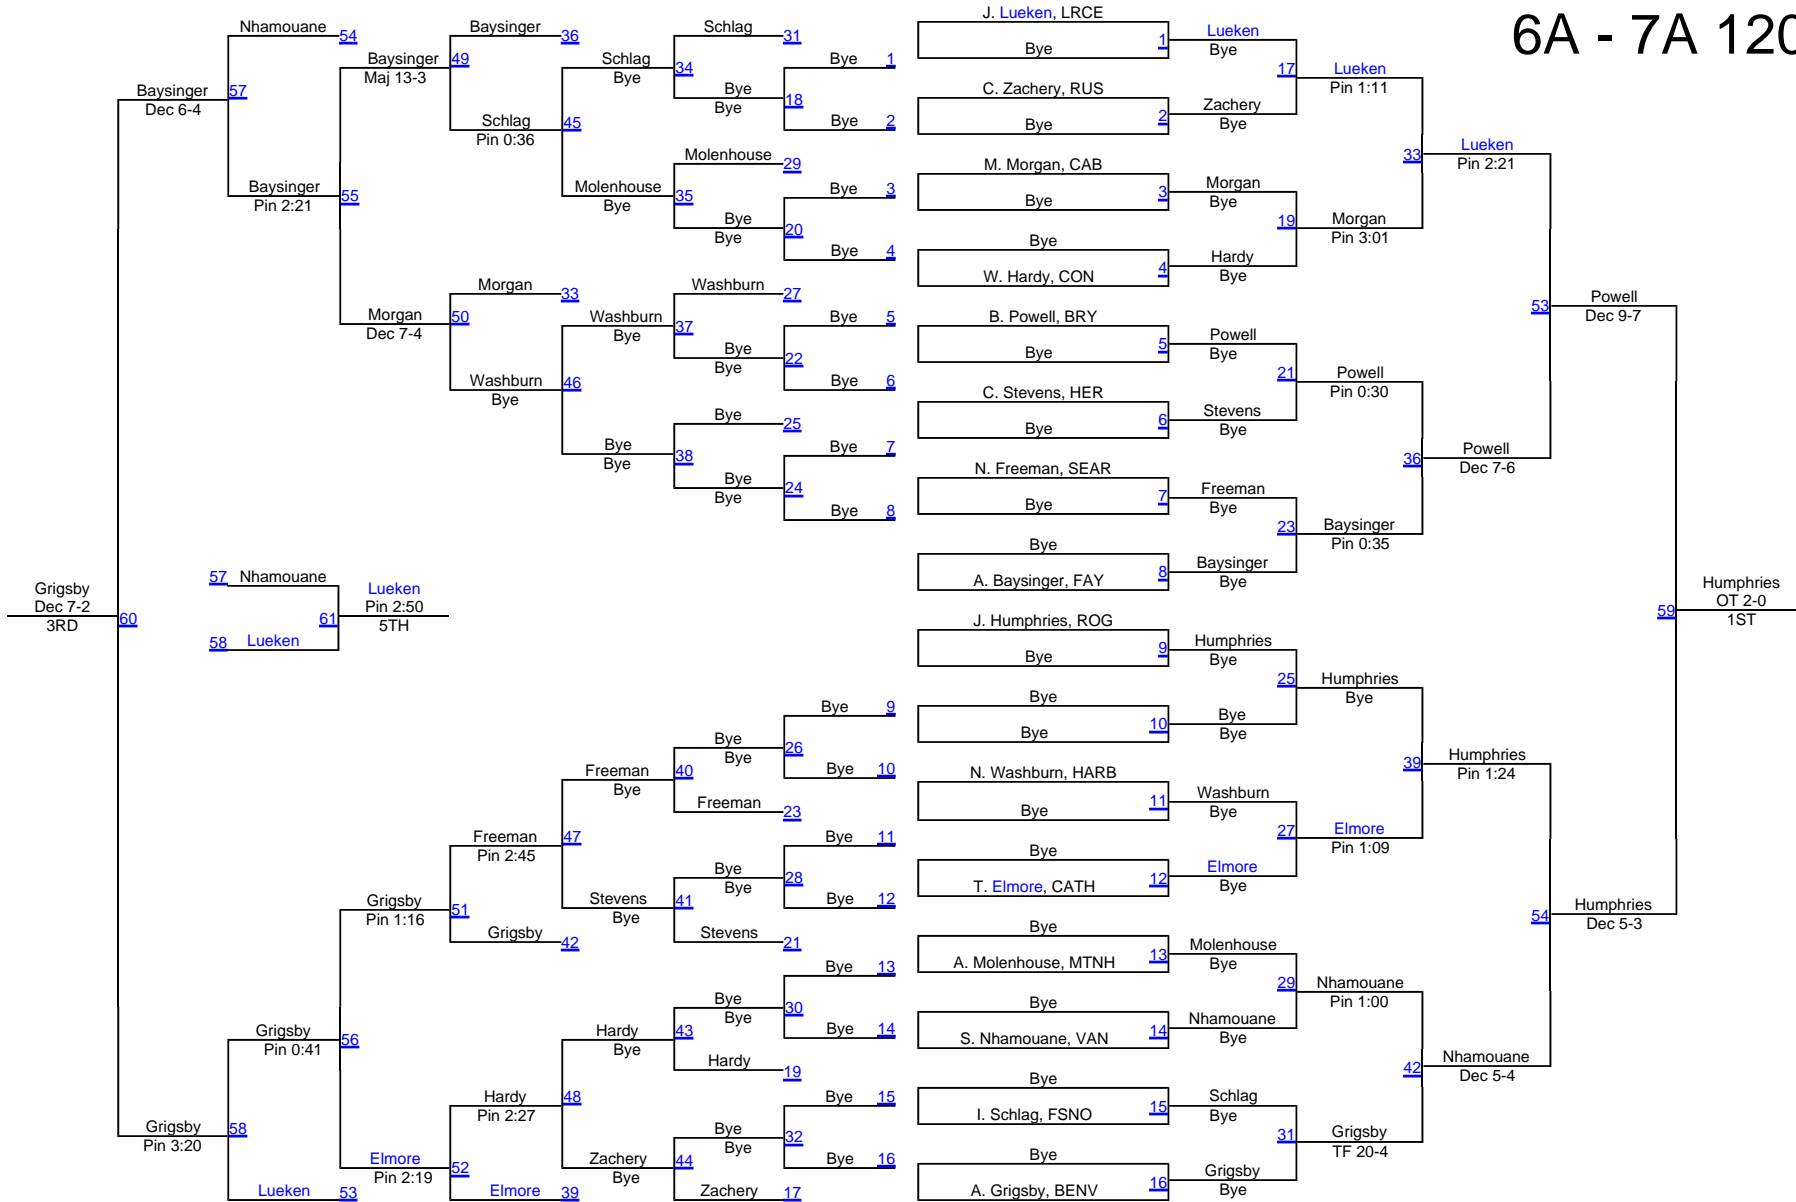 6A - 7A 120
J. Lueken, LRCE
Bye
1
Lueken
Bye
C. Zachery, RUS
Bye
2
Zachery
Bye
17
Lueken
Pin 1:11
M. Morgan, CAB
Bye
3
Morgan
Bye
Bye
W. Hardy, CON
4
Hardy
Bye
19
Morgan
Pin 3:01
33
Lueken
Pin 2:21
B. Powell, BRY
Bye
5
Powell
Bye
C. Stevens, HER
Bye
6
Stevens
Bye
21
Powell
Pin 0:30
N. Freeman, SEAR
Bye
7
Freeman
Bye
Bye
A. Baysinger, FAY
8
Baysinger
Bye
23
Baysinger
Pin 0:35
36
Powell
Dec 7-6
53
Powell
Dec 9-7
J. Humphries, ROG
Bye
9
Humphries
Bye
Bye
Bye
10
Bye
Bye
25
Humphries
Bye
N. Washburn, HARB
Bye
11
Washburn
Bye
Bye
T. Elmore, CATH
12
Elmore
Bye
27
Elmore
Pin 1:09
39
Humphries
Pin 1:24
Bye
A. Molenhouse, MTNH
13
Molenhouse
Bye
Bye
S. Nhamouane, VAN
14
Nhamouane
Bye
29
Nhamouane
Pin 1:00
Bye
I. Schlag, FSNO
15
Schlag
Bye
Bye
A. Grigsby, BENV
16
Grigsby
Bye
31
Grigsby
TF 20-4
42
Nhamouane
Dec 5-4
54
Humphries
Dec 5-3
59
Humphries
OT 2-0
1ST
Nhamouane 54
Baysinger 36
Schlag 31
Bye 1
Bye 2
18
Bye
Bye
34
Schlag
Bye
Molenhouse 29
Bye 3
Bye 4
20
Bye
Bye
35
Molenhouse
Bye
45
Schlag
Pin 0:36
49
Baysinger
Maj 13-3
Morgan 33
Washburn 27
Bye 5
Bye 6
22
Bye
Bye
37
Washburn
Bye
Bye 25
Bye 7
Bye 8
24
Bye
Bye
38
Bye
Bye
46
Washburn
Bye
50
Morgan
Dec 7-4
55
Baysinger
Pin 2:21
57
Baysinger
Dec 6-4
57 Nhamouane
58 Lueken
61
Lueken
Pin 2:50
5TH
Grigsby
Dec 7-2
3RD
60
Bye 9
Bye 10
26
Bye
Bye
Freeman 23
40
Freeman
Bye
Bye 11
Bye 12
28
Bye
Bye
Stevens 21
41
Stevens
Bye
47
Freeman
Pin 2:45
Grigsby 42
51
Grigsby
Pin 1:16
Bye 13
Bye 14
30
Bye
Bye
Hardy 19
43
Hardy
Bye
Bye 15
Bye 16
32
Bye
Bye
Zachery 17
44
Zachery
Bye
48
Hardy
Pin 2:27
Elmore 39
52
Elmore
Pin 2:19
56
Grigsby
Pin 0:41
Lueken 53
58
Grigsby
Pin 3:20